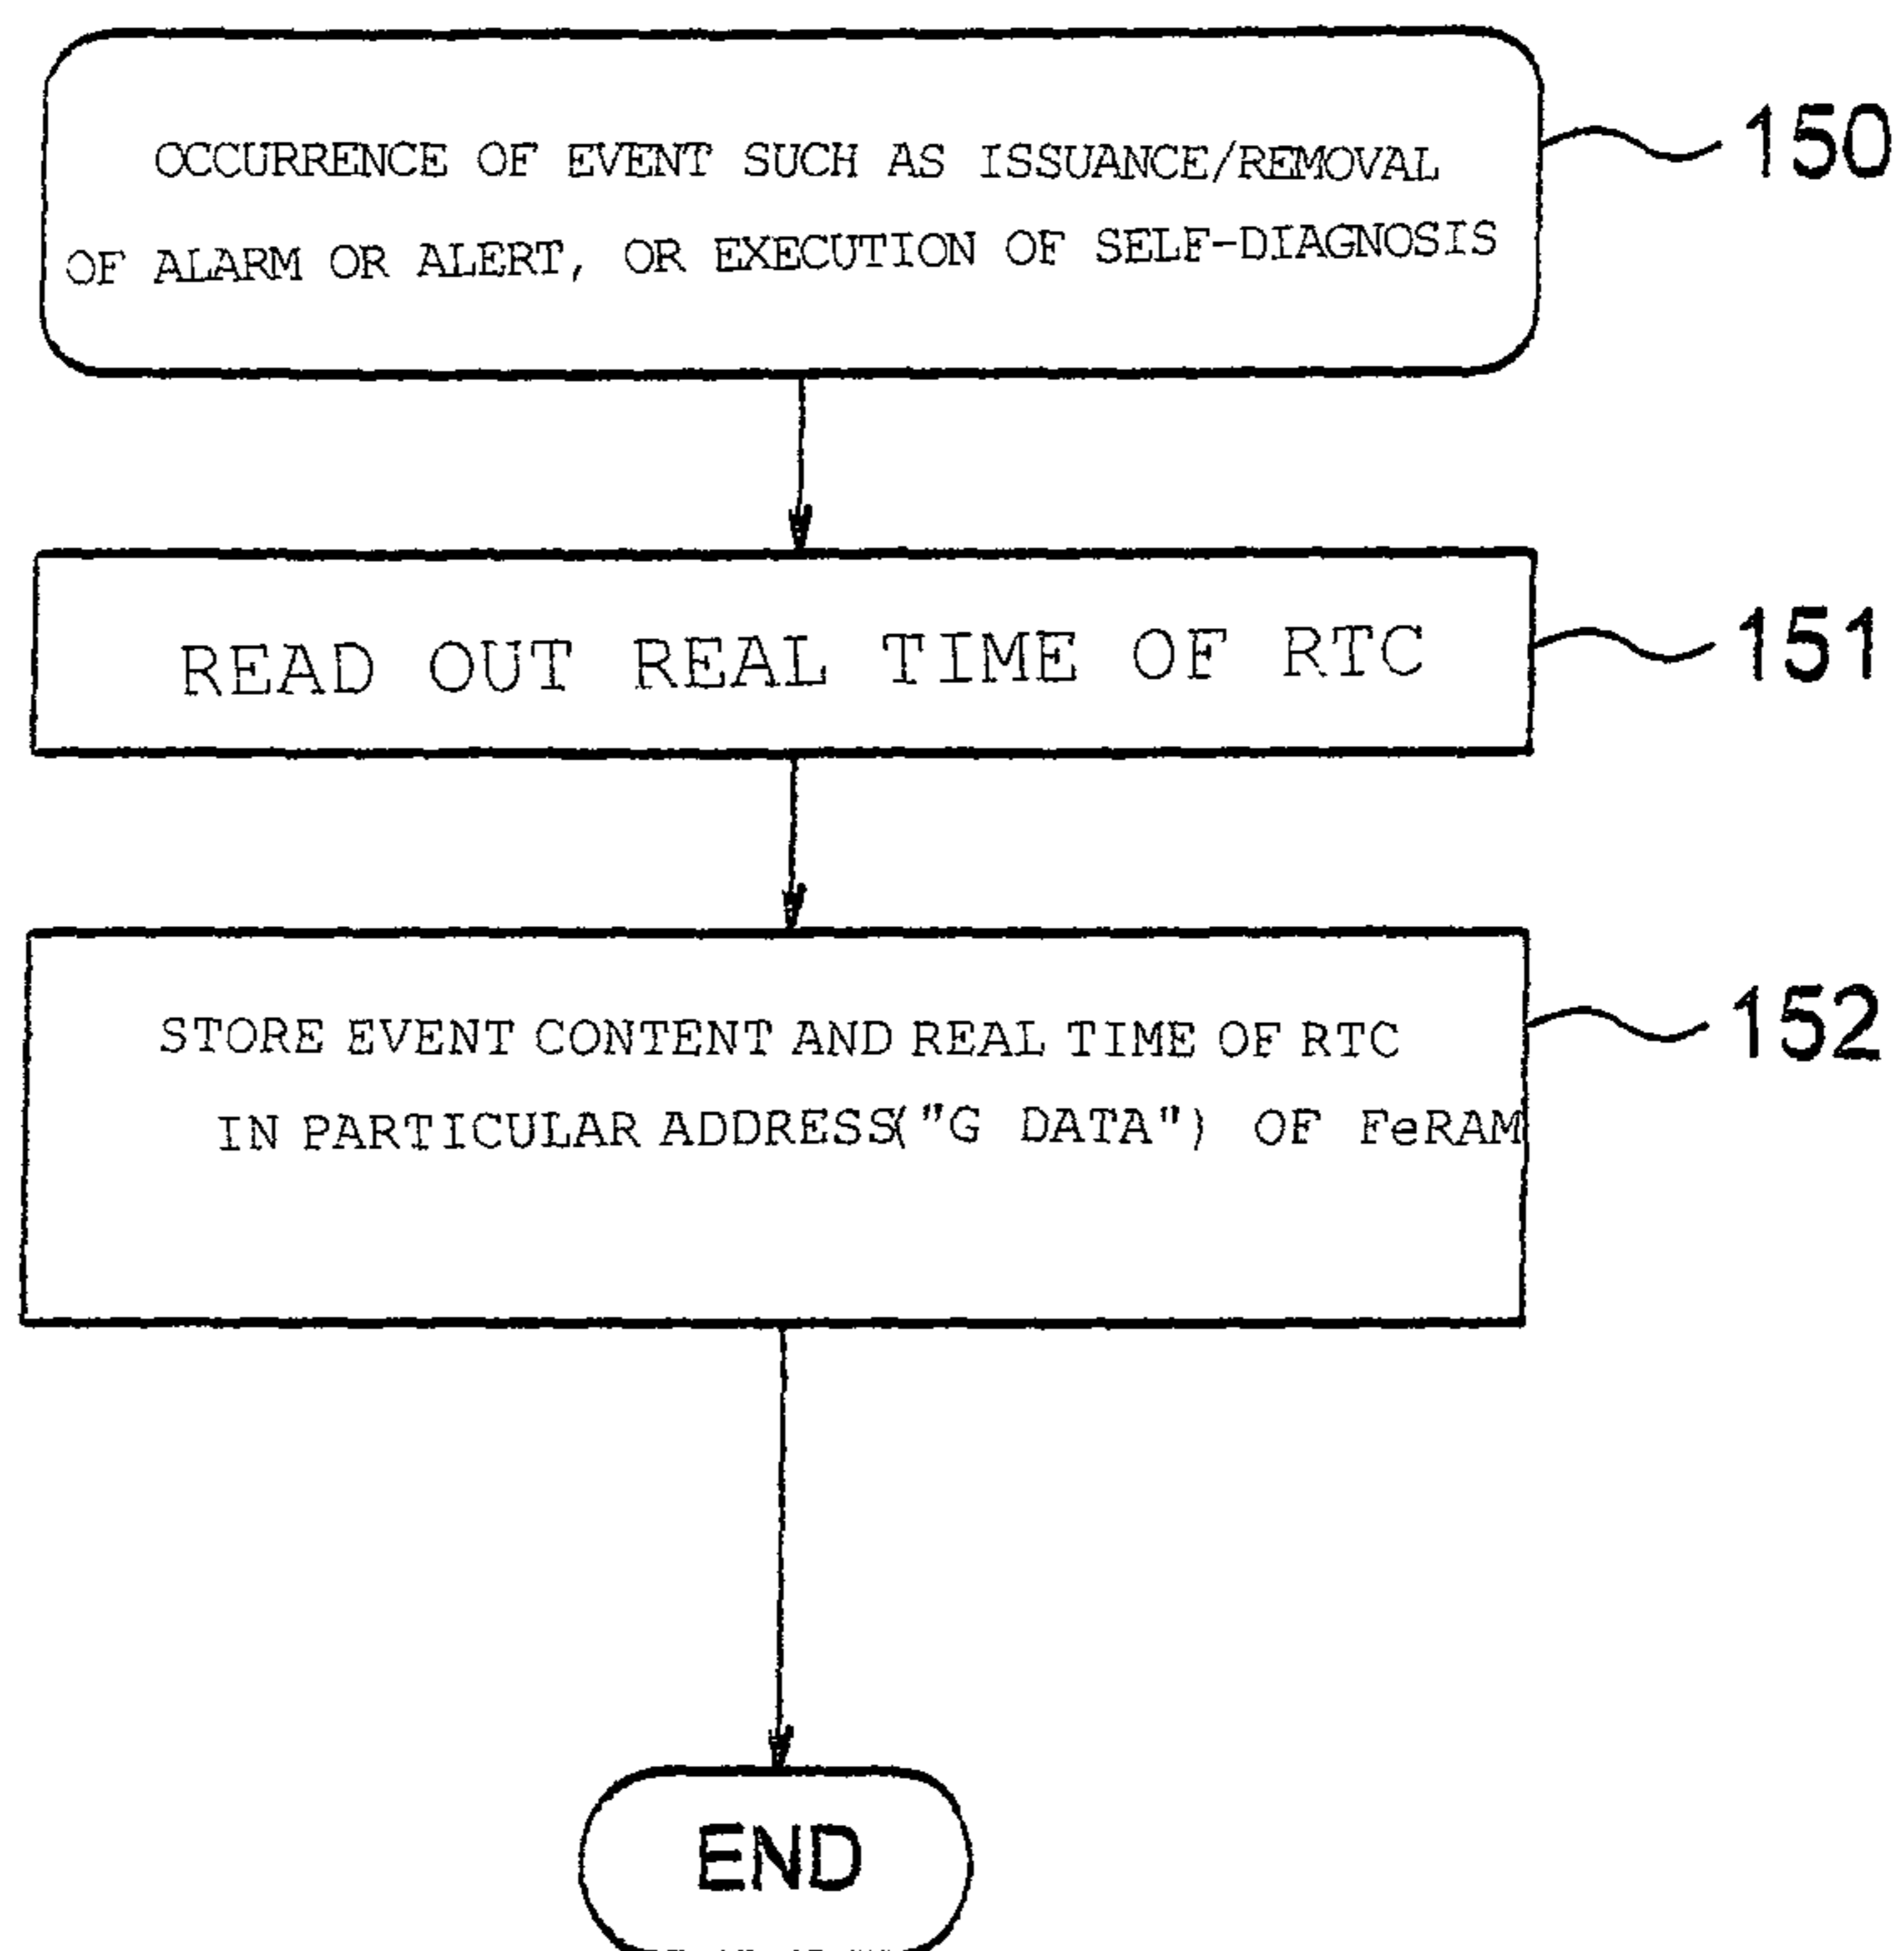 OCCURRENCE OF EVENT SUCH AS ISSUANCE/REMOVAL
OF ALARM OR ALERT, OR EXECUTION OF SELF-DIAGNOSIS
150
READ OUT REAL TIME OF RTC
151
STORE EVENT CONTENT AND REAL TIME OF RTC
IN PARTICULAR ADDRESS("G DATA") OF FeRAM
152
END